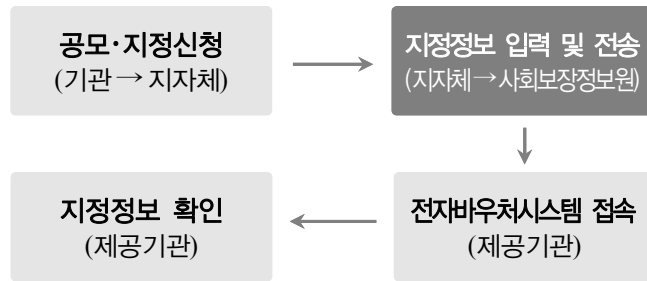 공모·지정신청
(기관 → 지자체)
지정정보 입력 및 전송
(지자체→사회보장정보원)
전자바우처시스템 접속
(제공기관)
지정정보 확인
(제공기관)